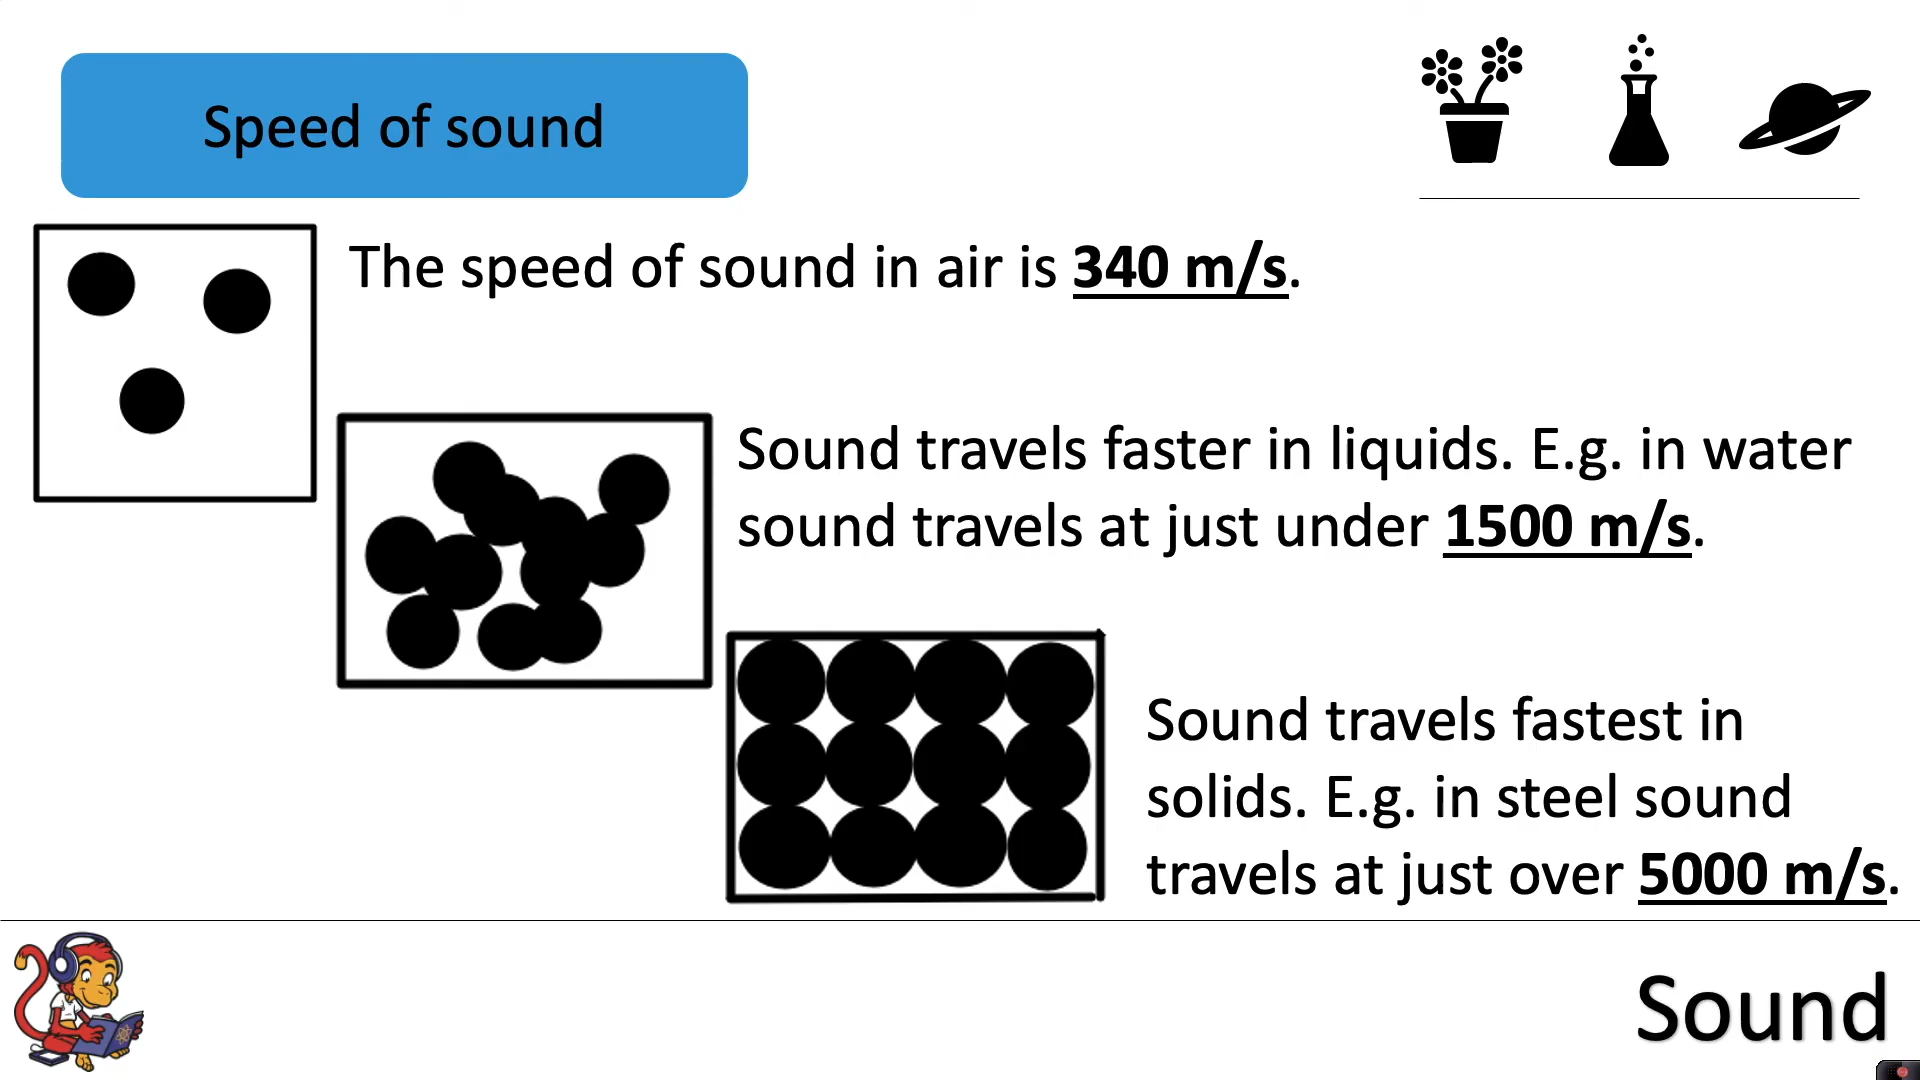 Speed of sound
The speed of sound in air is 340 m/s.
Sound travels faster in liquids. E.g. in water
sound travels at just under 1500 m/s.
Sound travels fastest in
solids. E.g. in steel sound
travels at just over 5000 m/s.
Sound